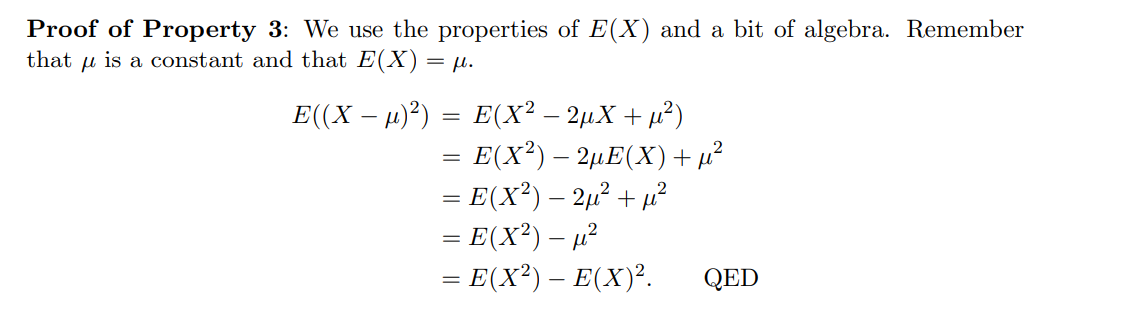 Proof of Property 3: We use the properties of E(X) and a bit of algebra. Remember
that μ is a constant and that E(X) = μ.
E((X − μ)²) = E(X² − 2μX + μ²)
= E(X²) − 2μE(X) + μ²
= E(X²) − 2μ² + μ²
= E(X²) − μ²
= E(X²) − E(X)². QED